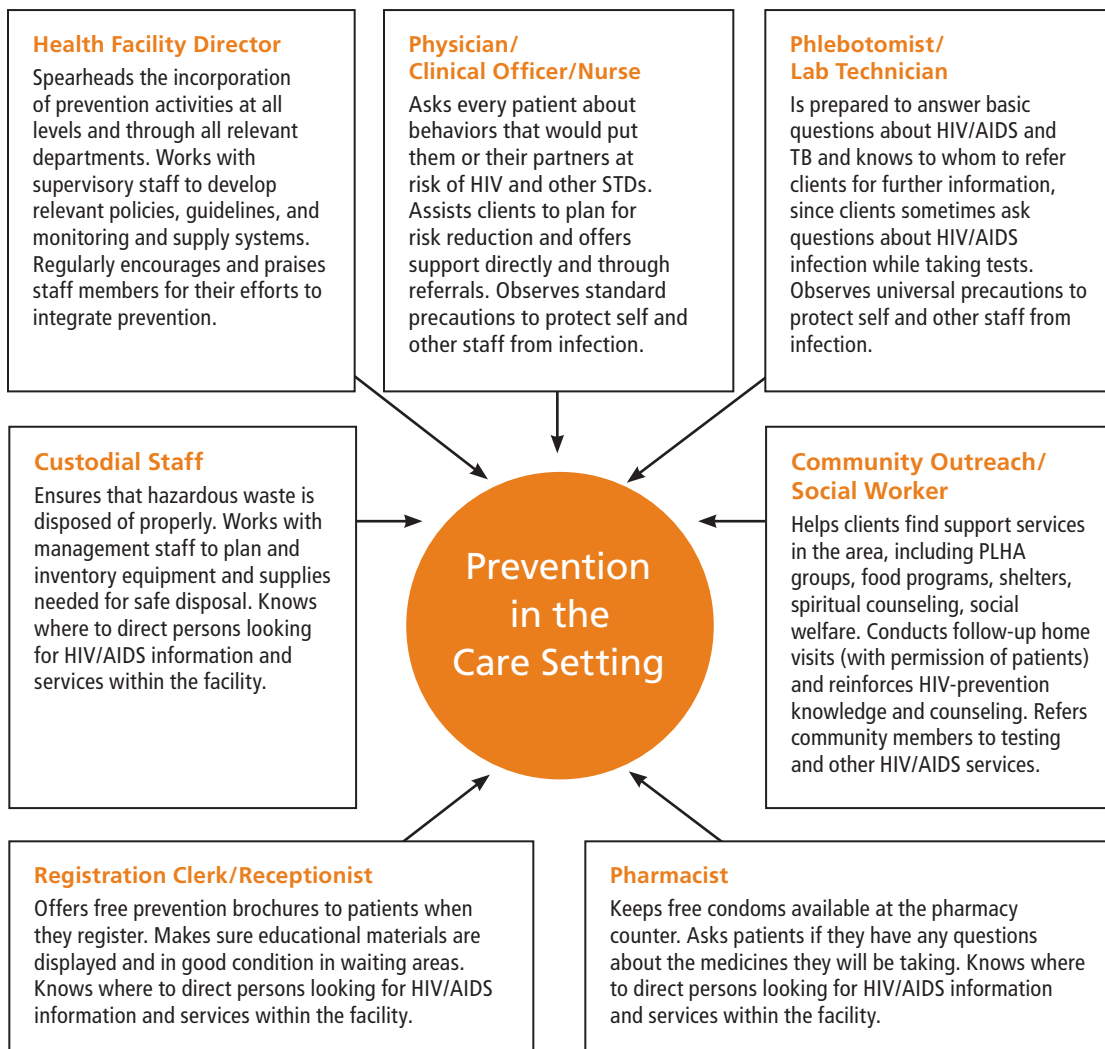 Health Facility Director
Spearheads the incorporation
of prevention activities at all
levels and through all relevant
departments. Works with
supervisory staff to develop
relevant policies, guidelines, and
monitoring and supply systems.
Regularly encourages and praises
staff members for their efforts to
integrate prevention.
Physician/
Clinical Officer/Nurse
Asks every patient about
behaviors that would put
them or their partners at
risk of HIV and other STDs.
Assists clients to plan for
risk reduction and offers
support directly and through
referrals. Observes standard
precautions to protect self and
other staff from infection.
Phlebotomist/
Lab Technician
Is prepared to answer basic
questions about HIV/AIDS and
TB and knows to whom to refer
clients for further information,
since clients sometimes ask
questions about HIV/AIDS
infection while taking tests.
Observes universal precautions to
protect self and other staff from
infection.
Custodial Staff
Ensures that hazardous waste is
disposed of properly. Works with
management staff to plan and
inventory equipment and supplies
needed for safe disposal. Knows
where to direct persons looking
for HIV/AIDS information and
services within the facility.
Prevention
in the
Care Setting
Community Outreach/
Social Worker
Helps clients find support services
in the area, including PLHA
groups, food programs, shelters,
spiritual counseling, social
welfare. Conducts follow-up home
visits (with permission of patients)
and reinforces HIV-prevention
knowledge and counseling. Refers
community members to testing
and other HIV/AIDS services.
Registration Clerk/Receptionist
Offers free prevention brochures to patients when
they register. Makes sure educational materials are
displayed and in good condition in waiting areas.
Knows where to direct persons looking for HIV/AIDS
information and services within the facility.
Pharmacist
Keeps free condoms available at the pharmacy
counter. Asks patients if they have any questions
about the medicines they will be taking. Knows where
to direct persons looking for HIV/AIDS information
and services within the facility.